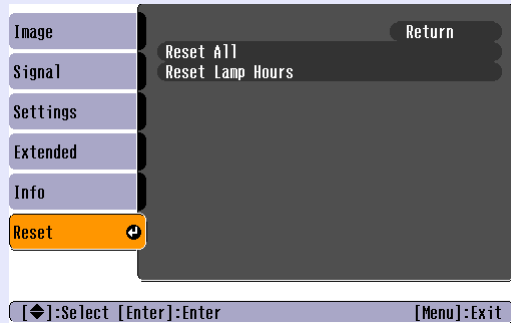 Image
Signal
Settings
Extended
Info
Reset
Return
Reset All
Reset Lamp Hours
[◆]:Select [Enter]:Enter [Menu]:Exit